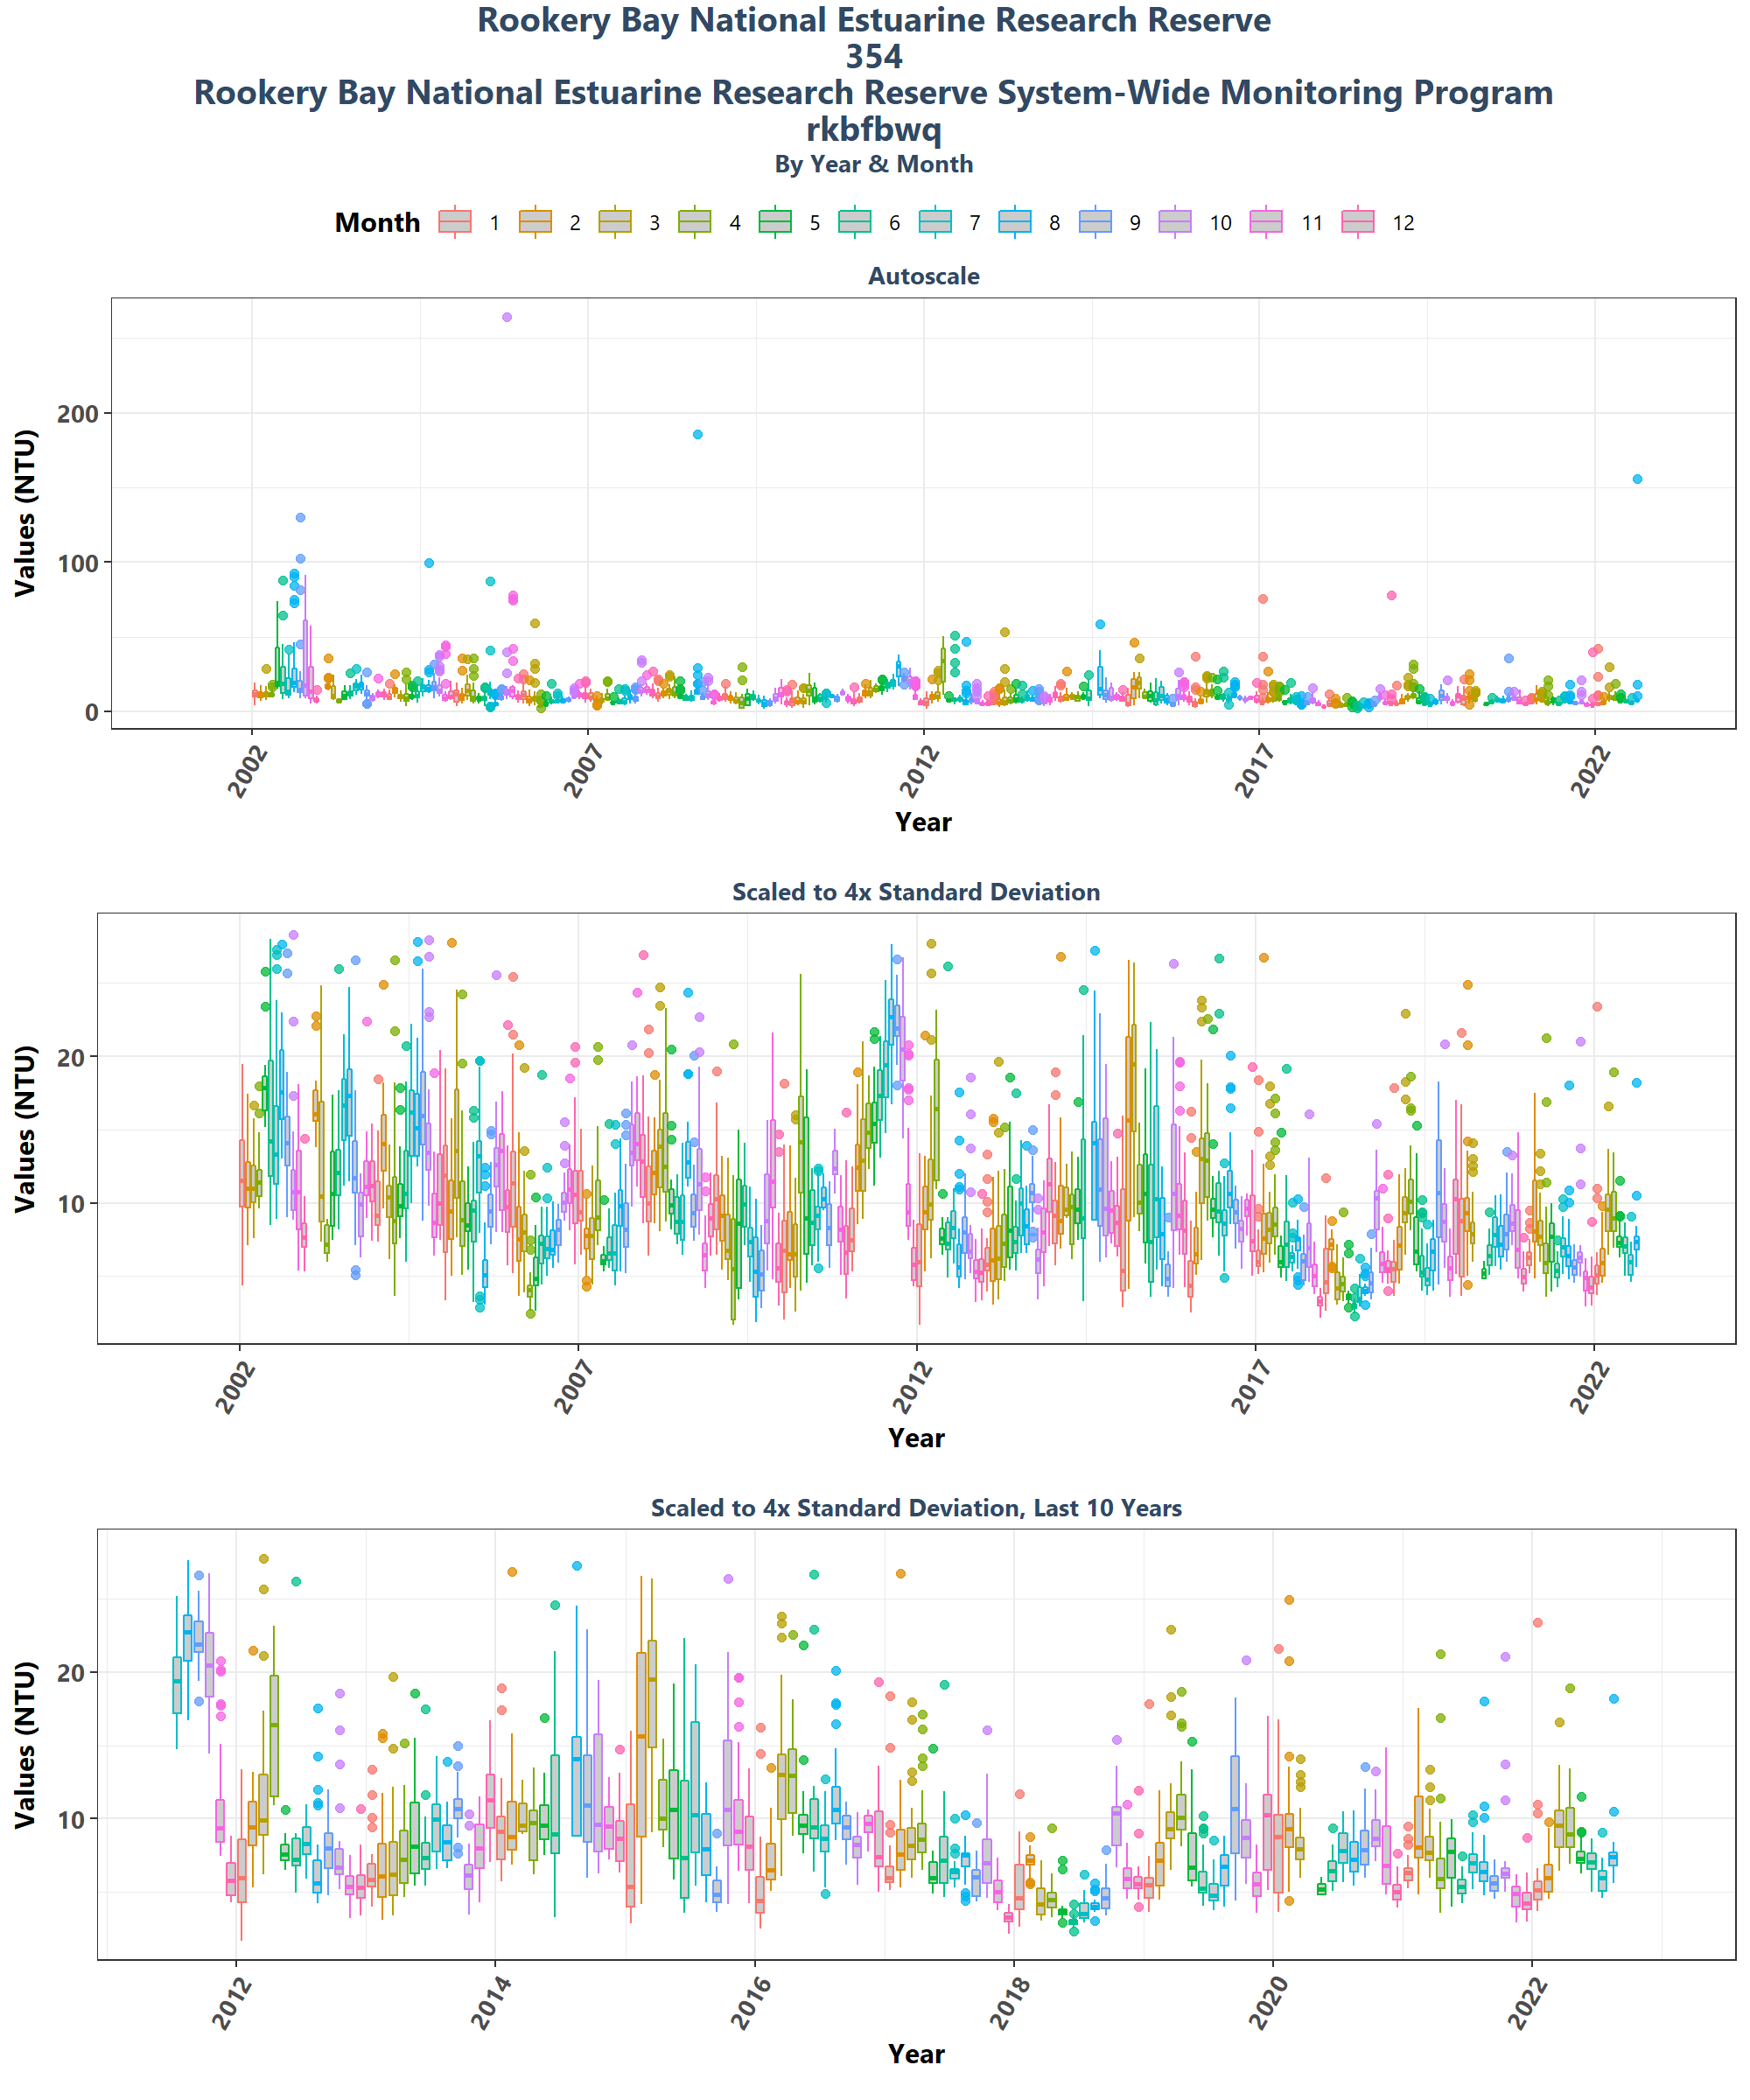 Rookery Bay National Estuarine Research Reserve
354
Rookery Bay National Estuarine Research Reserve System-Wide Monitoring Program
rkbfbwq
By Year & Month
Month 1 2 3 4 5 6 7 8 9 10 11 12
Autoscale
Values (NTU)
200
100
0
2002 2007 2012 2017 2022
Year
Scaled to 4x Standard Deviation
Values (NTU)
20
10
2002 2007 2012 2017 2022
Year
Scaled to 4x Standard Deviation, Last 10 Years
Values (NTU)
20
10
2012 2014 2016 2018 2020 2022
Year